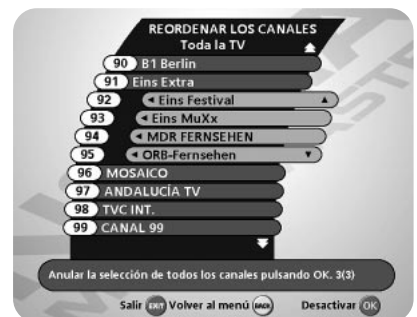 REORDENAR LOS CANALES
Toda la TV
90 B1 Berlin
91 Eins Extra
92 Eins Festival
93 Eins MuXx
94 MDR FERNSEHEN
95 ORB-Fernsehen
96 MOSAICO
97 ANDALUCÍA TV
98 TVC INT.
99 CANAL 99
Anular la selección de todos los canales pulsando OK. 3(3)
Salir EXIT Volver al menú BACK Desactivar OK